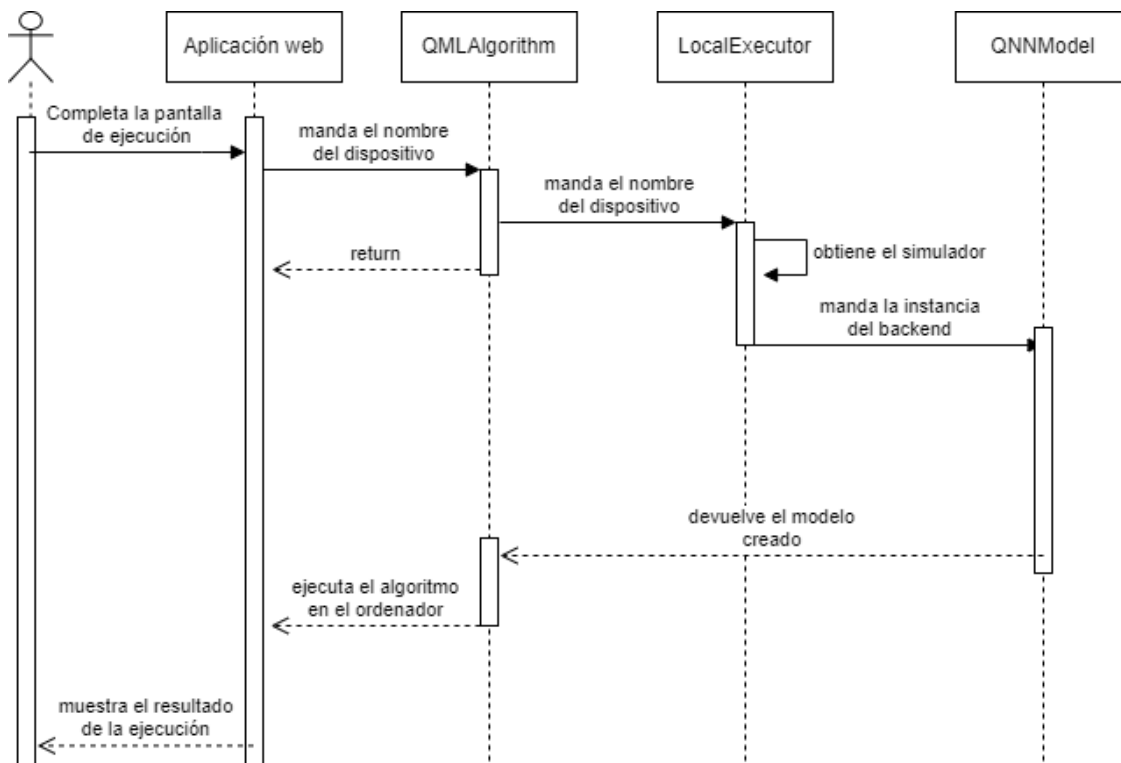 Aplicación web
QMLAlgorithm
LocalExecutor
QNNModel
Completa la pantalla
de ejecución
manda el nombre
del dispositivo
manda el nombre
del dispositivo
return
obtiene el simulador
manda la instancia
del backend
devuelve el modelo
creado
ejecuta el algoritmo
en el ordenador
muestra el resultado
de la ejecución